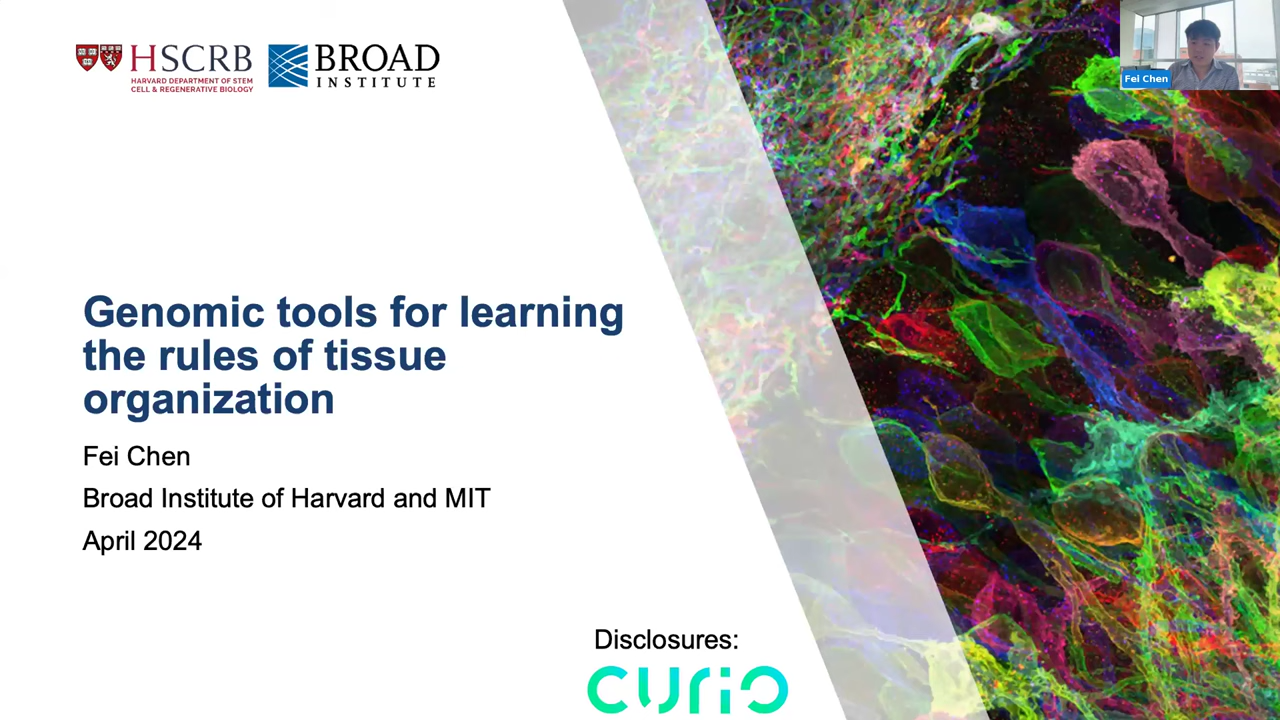 HSCRB
HARVARD DEPARTMENT OF STEM
CELL & REGENERATIVE BIOLOGY
BROAD
INSTITUTE
Fei Chen
Genomic tools for learning
the rules of tissue
organization
Fei Chen
Broad Institute of Harvard and MIT
April 2024
Disclosures:
curio